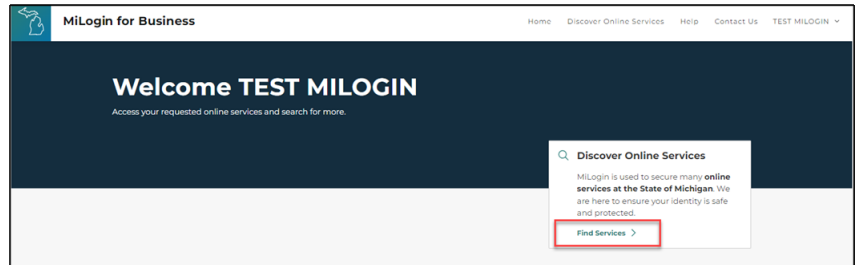 MiLogin for Business
Home Discover Online Services Help Contact Us TEST MILOGIN
Welcome TEST MILOGIN
Access your requested online services and search for more.
Discover Online Services
MiLogin is used to secure many online
services at the State of Michigan. We
are here to ensure your identity is safe
and protected.
Find Services